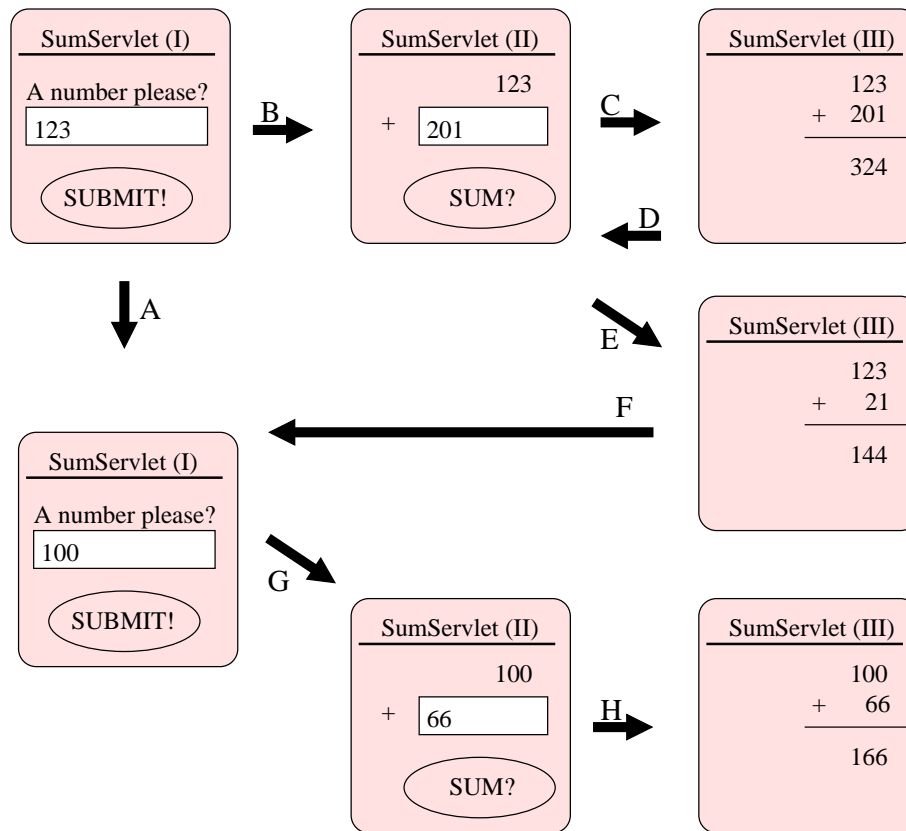 SumServlet (I)
A number please?
123
SUBMIT!
B
SumServlet (II)
123
+ 201
SUM?
C
SumServlet (III)
123
+ 201
324
D
A
E
SumServlet (III)
123
+ 21
144
F
SumServlet (I)
A number please?
100
SUBMIT!
G
SumServlet (II)
100
+ 66
SUM?
H
SumServlet (III)
100
+ 66
166